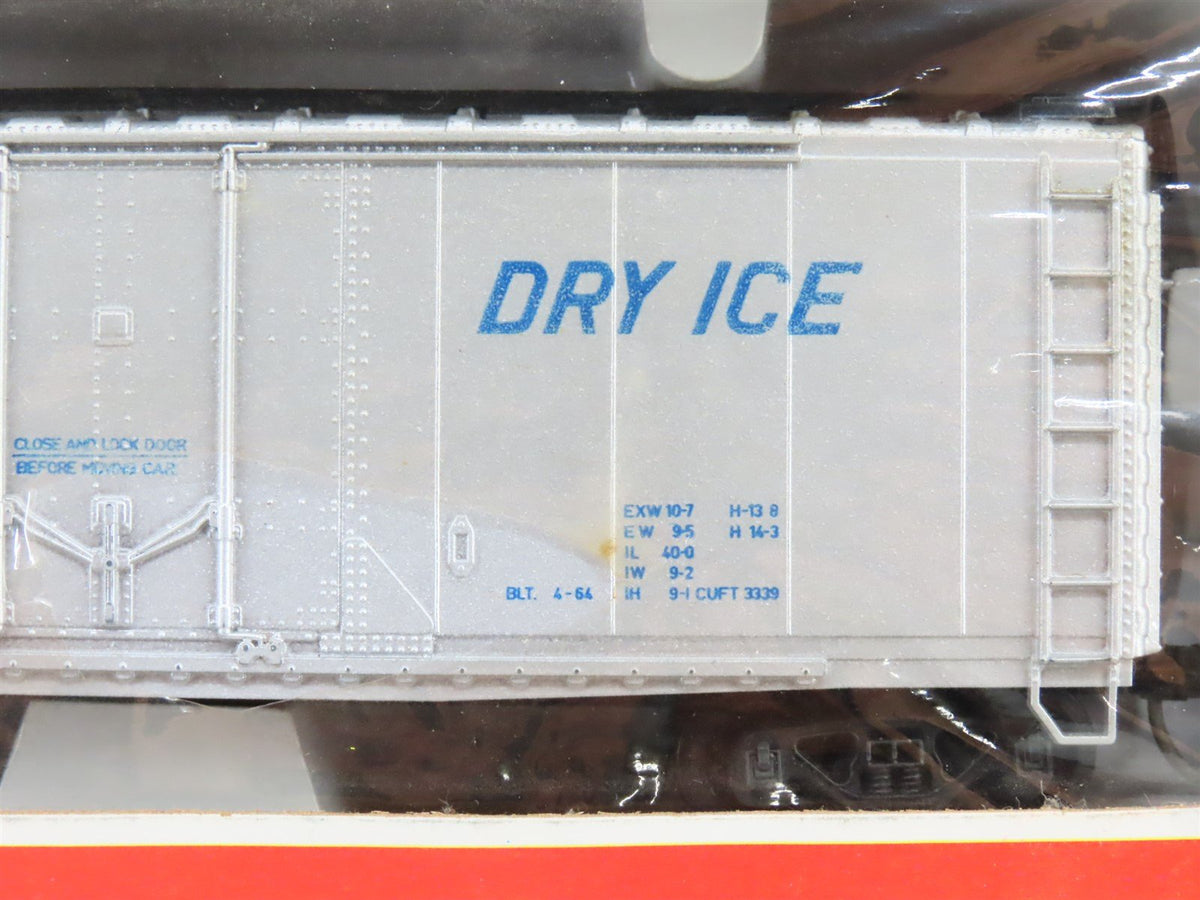 DRY ICE
CLOSE AND LOCK DOOR
BEFORE MOVING CAR
EXW 10-7 H-13 8
EW 9-5 H 14-3
IL 40-0
IW 9-2
BLT. 4-64 IH 9-1 CUFT 3339